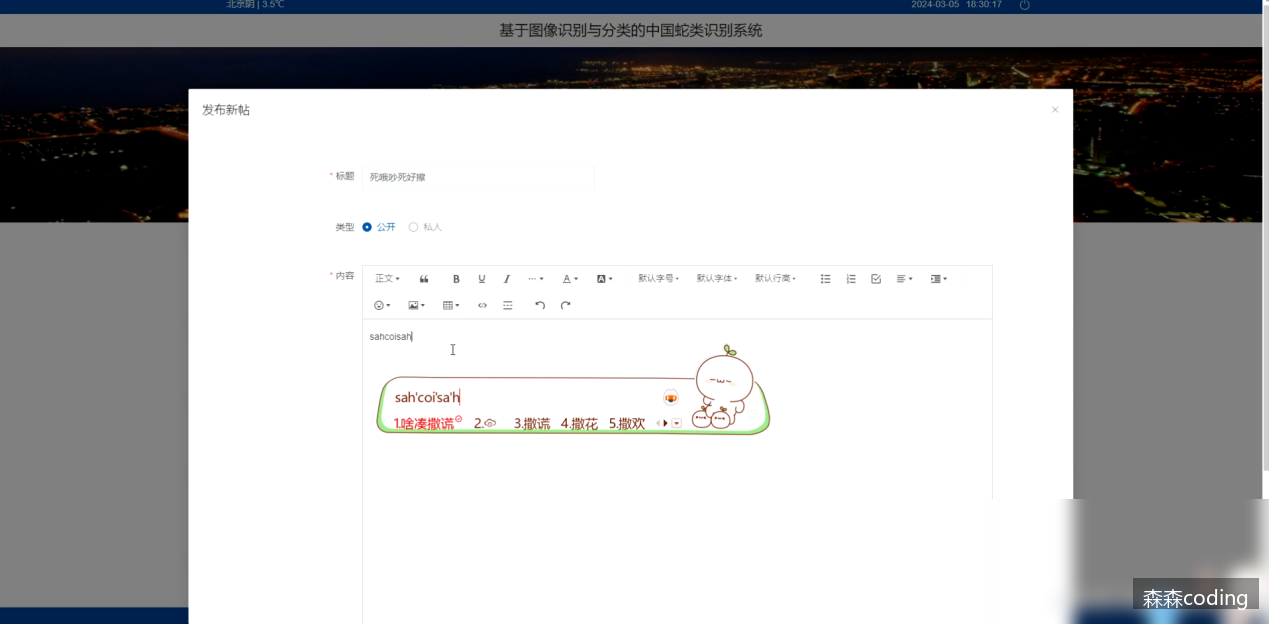 北京阴 | 3.5℃ 2024-03-05 18:30:17
基于图像识别与分类的中国蛇类识别系统
发布新帖
* 标题 死哦吵死好擦
类型 公开 私人
* 内容 正文 B U I ··· A A 默认字号 默认字体 默认行高
sahcoisah
sah'coi'sa'h
1.啥凑撒谎 2. 3.撒谎 4.撒花 5.撒欢
森森coding